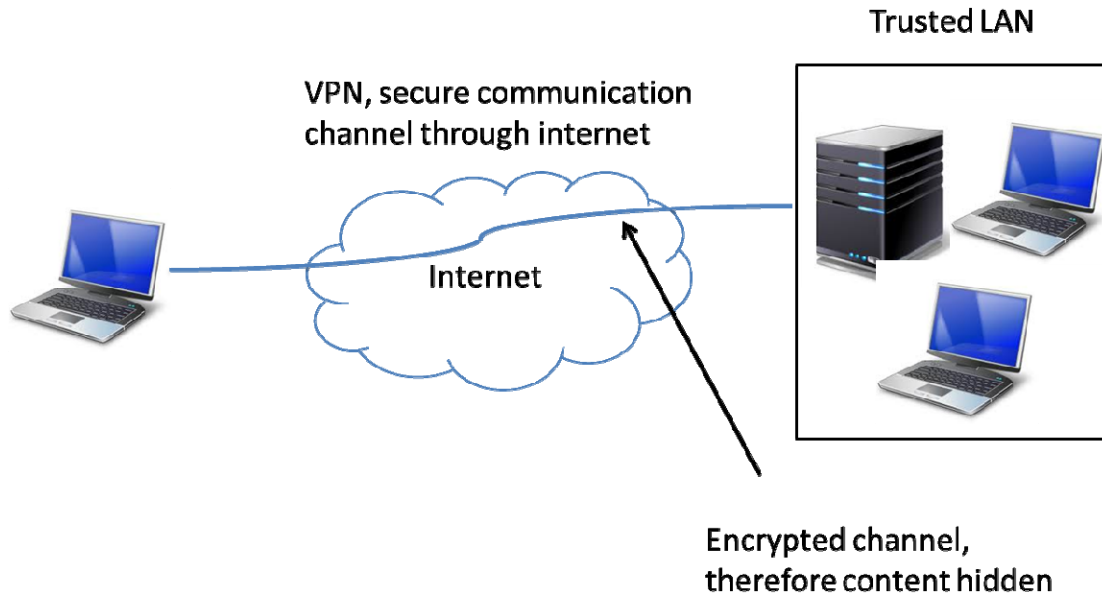 Trusted LAN
VPN, secure communication
channel through internet
Internet
Encrypted channel,
therefore content hidden